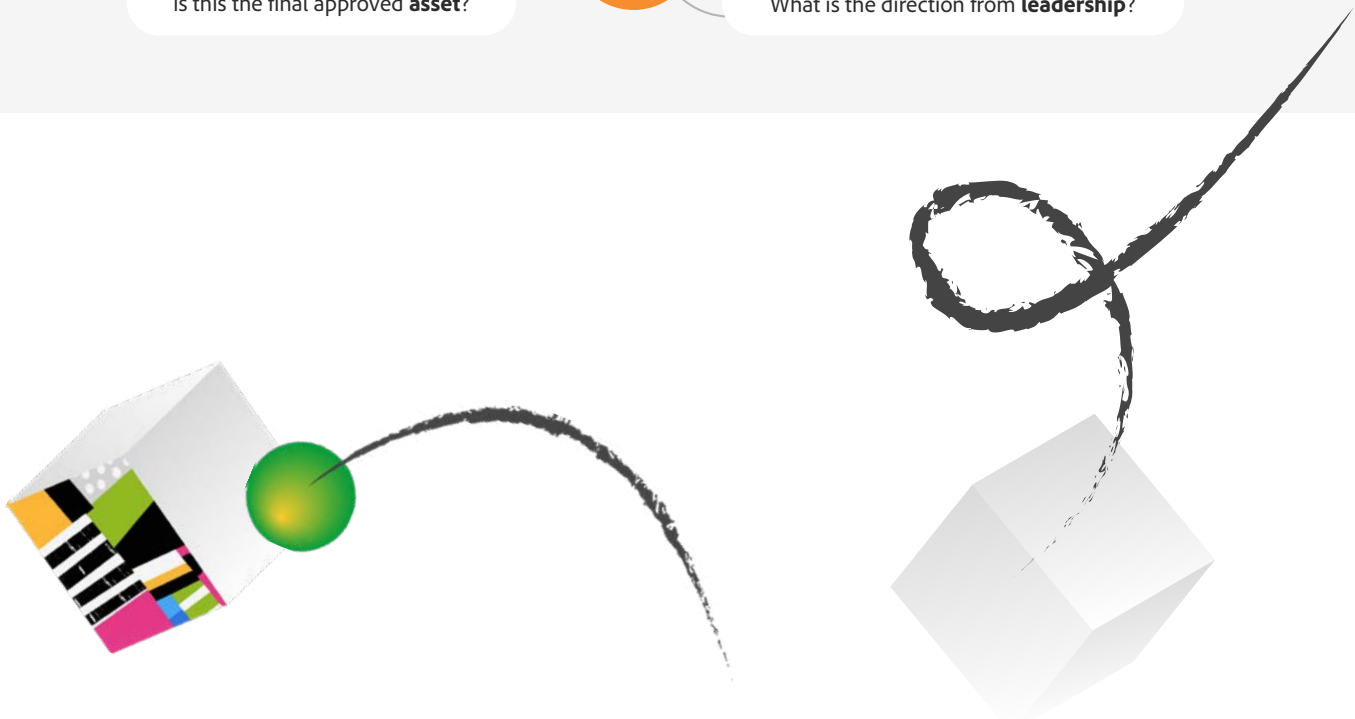 Is this the final approved asset?
What is the direction from leadership?